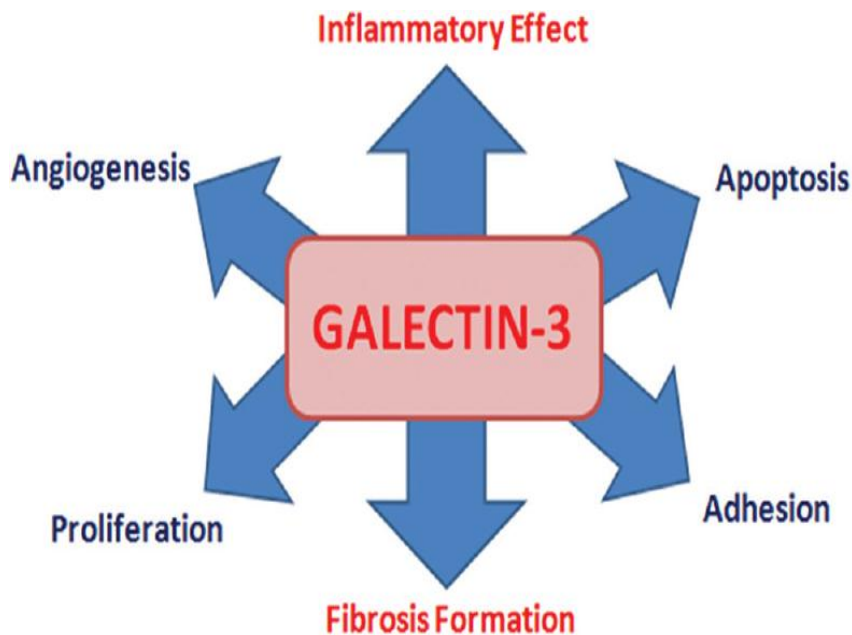 Inflammatory Effect
Angiogenesis
Apoptosis
GALECTIN-3
Proliferation
Adhesion
Fibrosis Formation